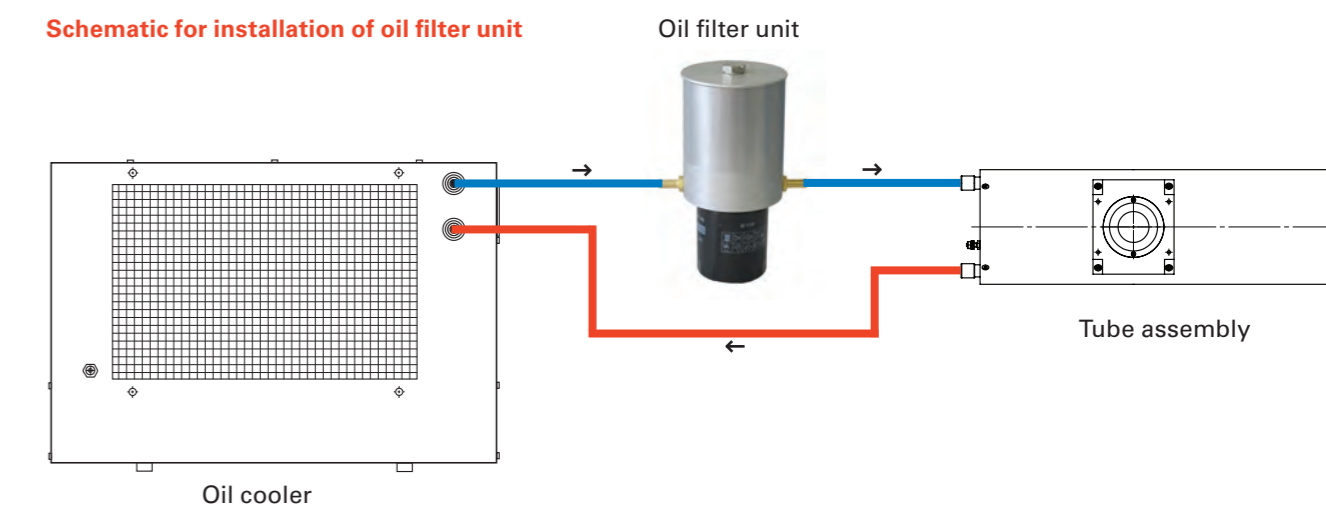 Schematic for installation of oil filter unit
Oil filter unit
Tube assembly
Oil cooler